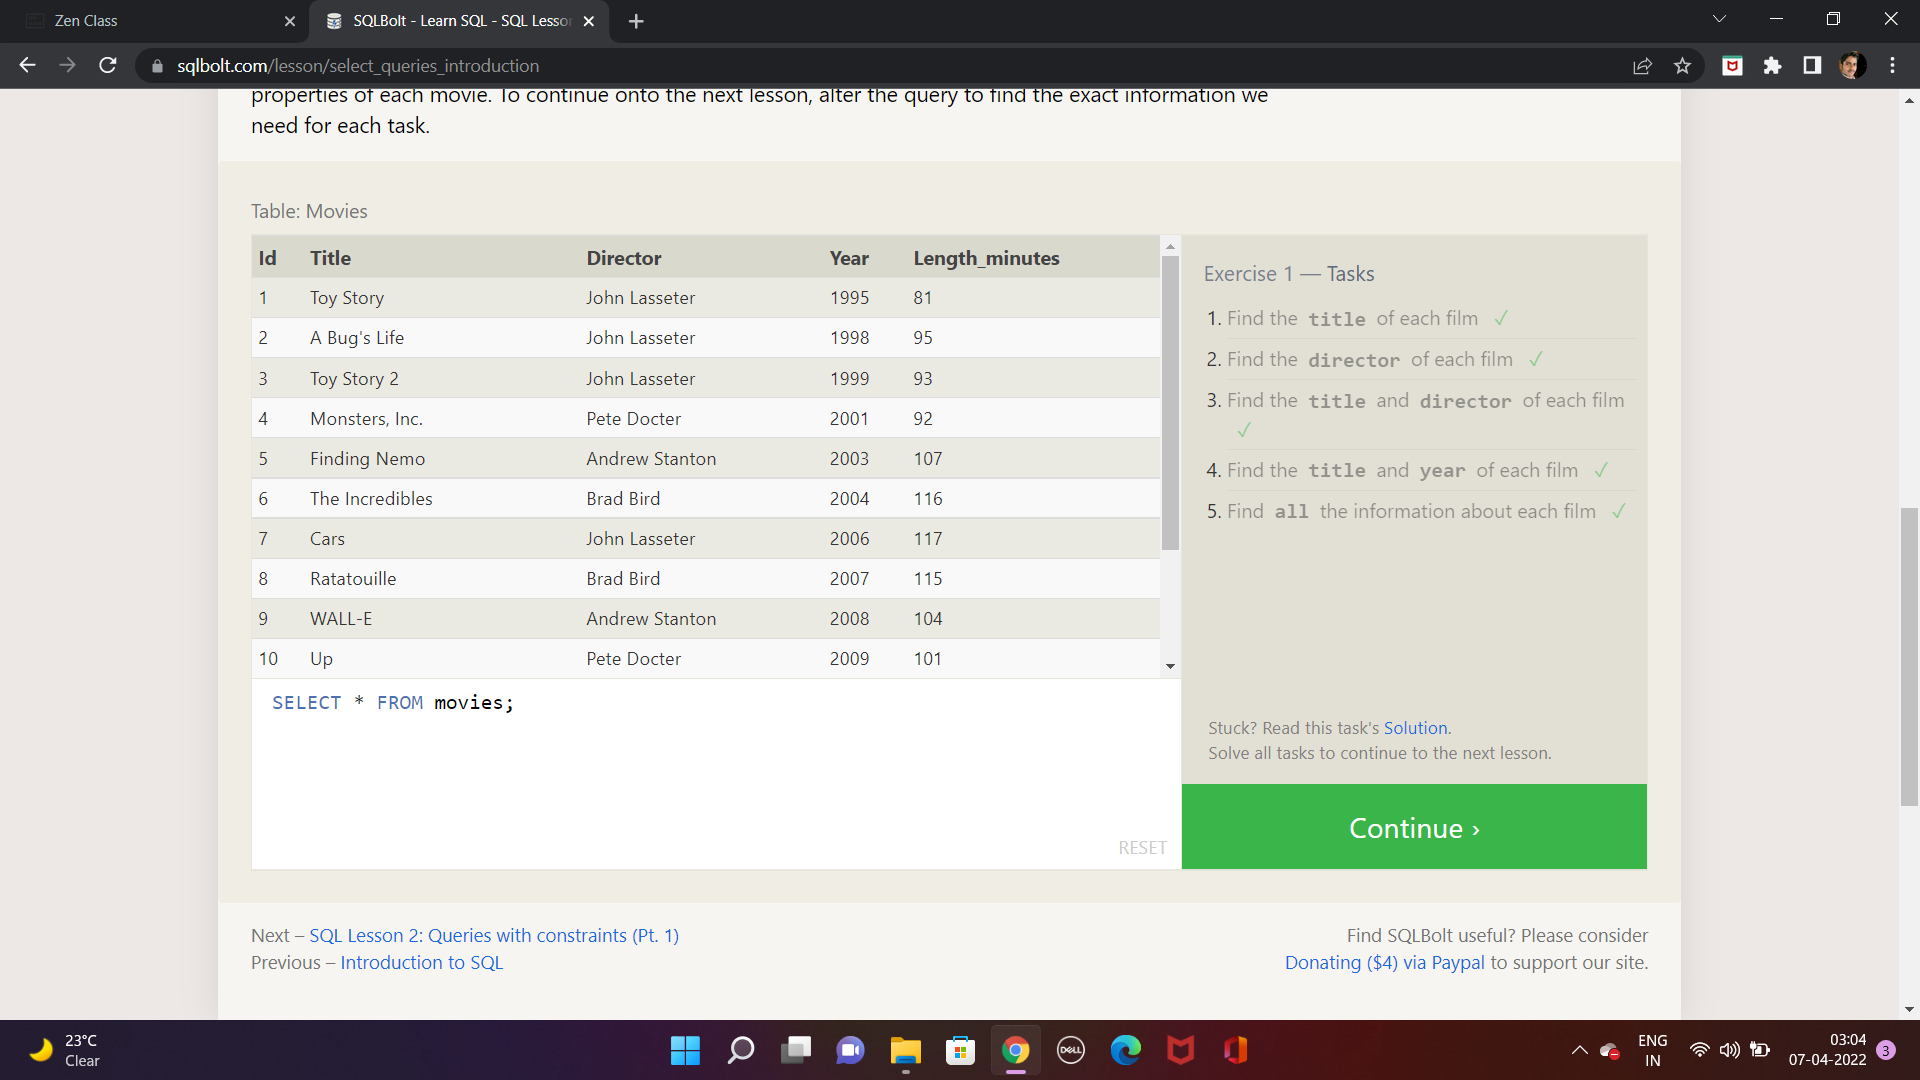 Zen Class
SQLBolt - Learn SQL - SQL Lesson
sqlbolt.com/lesson/select_queries_introduction
properties of each movie. To continue onto the next lesson, alter the query to find the exact information we
need for each task.
Table: Movies
Id Title Director Year Length_minutes
1 Toy Story John Lasseter 1995 81
2 A Bug's Life John Lasseter 1998 95
3 Toy Story 2 John Lasseter 1999 93
4 Monsters, Inc. Pete Docter 2001 92
5 Finding Nemo Andrew Stanton 2003 107
6 The Incredibles Brad Bird 2004 116
7 Cars John Lasseter 2006 117
8 Ratatouille Brad Bird 2007 115
9 WALL-E Andrew Stanton 2008 104
10 Up Pete Docter 2009 101
SELECT * FROM movies;
RESET
Exercise 1 — Tasks
1. Find the title of each film ✓
2. Find the director of each film ✓
3. Find the title and director of each film
✓
4. Find the title and year of each film ✓
5. Find all the information about each film ✓
Stuck? Read this task's Solution.
Solve all tasks to continue to the next lesson.
Continue ›
Next – SQL Lesson 2: Queries with constraints (Pt. 1)
Previous – Introduction to SQL
Find SQLBolt useful? Please consider
Donating ($4) via Paypal to support our site.
23°C
Clear
DELL
ENG
IN
03:04
07-04-2022
3